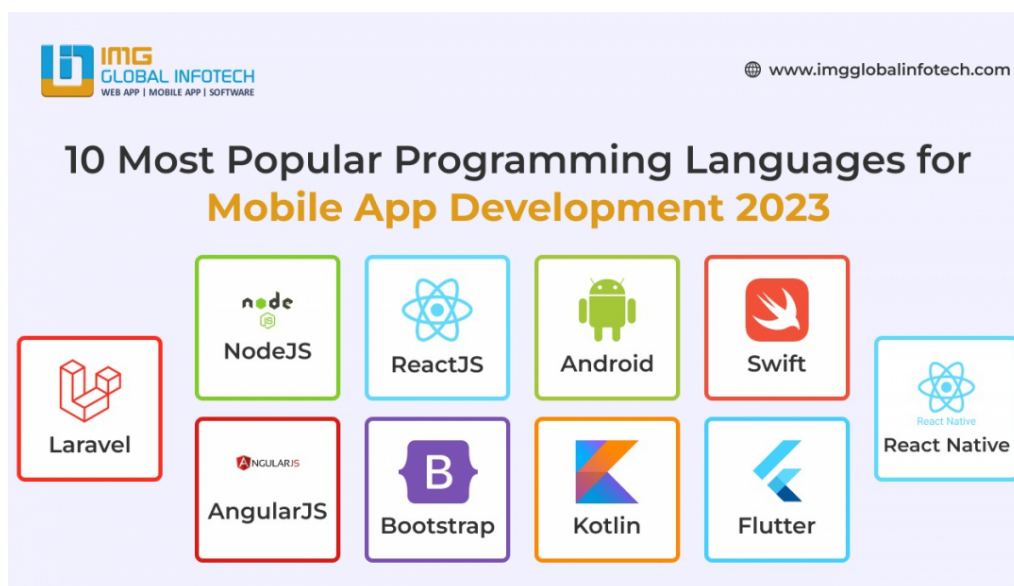 IMG
GLOBAL INFOTECH
WEB APP | MOBILE APP | SOFTWARE
www.imgglobalinfotech.com
10 Most Popular Programming Languages for
Mobile App Development 2023
Laravel
node
JS
NodeJS
ReactJS
Android
Swift
React Native
React Native
A NGULARJS
AngularJS
B
Bootstrap
Kotlin
Flutter